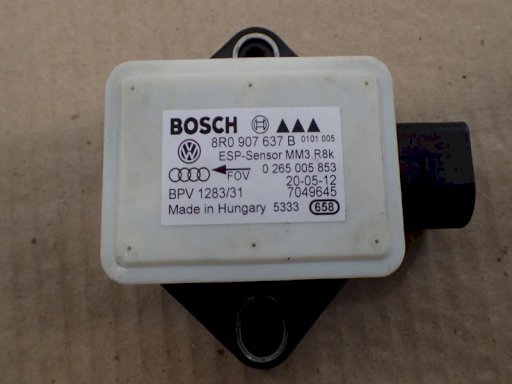 BOSCH
8R0 907 637 B 0101 005
ESP-Sensor MM3.R8k
FOV 0 265 005 853
20-05-12
BPV 1283/31 7049645
Made in Hungary 5333 658